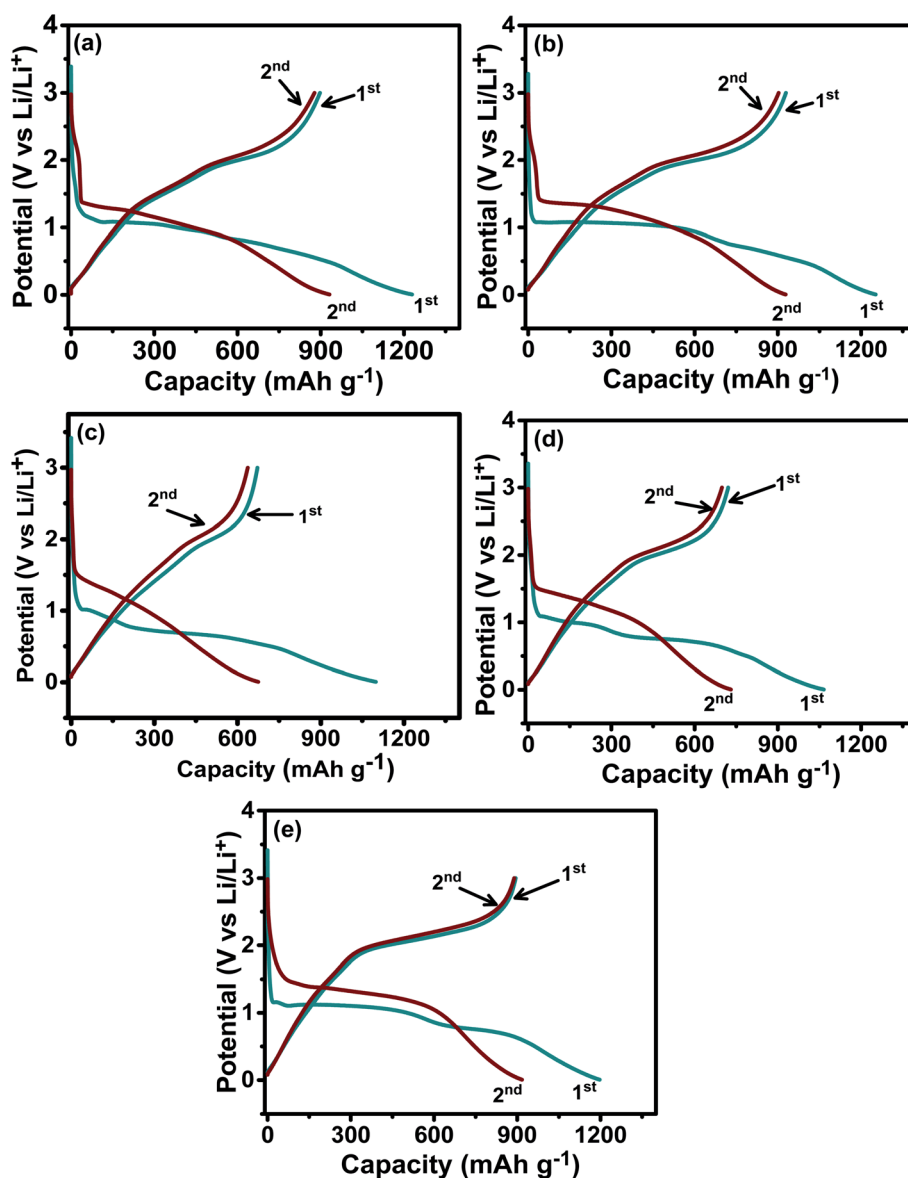 (a)
2nd
1st
4
3
2
1
0
Potential (V vs Li/Li+)
2nd
1st
0 300 600 900 1200
Capacity (mAh g-1)
(b)
2nd
1st
4
3
2
1
0
Potential (V vs Li/Li+)
2nd
1st
0 300 600 900 1200
Capacity (mAh g-1)
(c)
2nd
1st
3
2
1
0
Potential (V vs Li/Li+)
0 300 600 900 1200
Capacity (mAh g-1)
(d)
2nd
1st
4
3
2
1
0
Potential (V vs Li/Li+)
2nd
1st
0 300 600 900 1200
Capacity (mAh g-1)
(e)
2nd
1st
4
3
2
1
0
Potential (V vs Li/Li+)
2nd
1st
0 300 600 900 1200
Capacity (mAh g-1)